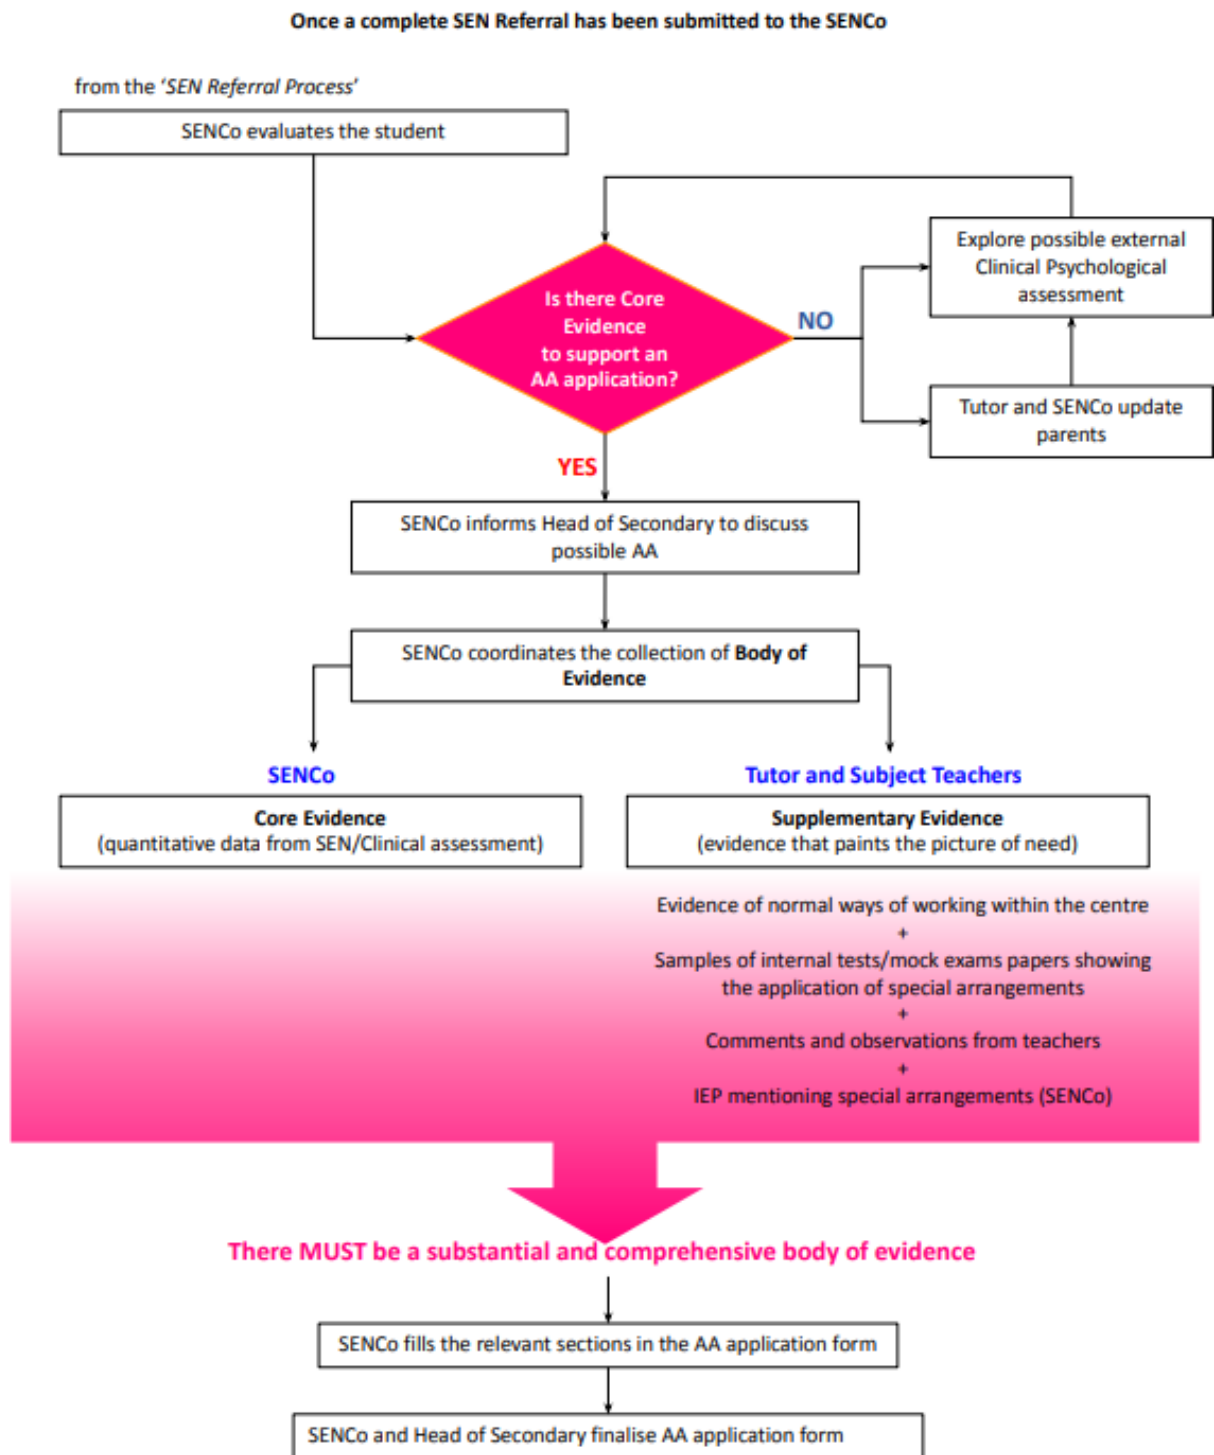 Once a complete SEN Referral has been submitted to the SENCo
from the ‘SEN Referral Process’
SENCo evaluates the student
Explore possible external
Clinical Psychological
assessment
Is there Core
Evidence
to support an
AA application?
NO
Tutor and SENCo update
parents
YES
SENCo informs Head of Secondary to discuss
possible AA
SENCo coordinates the collection of Body of
Evidence
SENCo
Core Evidence
(quantitative data from SEN/Clinical assessment)
Tutor and Subject Teachers
Supplementary Evidence
(evidence that paints the picture of need)
Evidence of normal ways of working within the centre
+
Samples of internal tests/mock exams papers showing
the application of special arrangements
+
Comments and observations from teachers
+
IEP mentioning special arrangements (SENCo)
There MUST be a substantial and comprehensive body of evidence
SENCo fills the relevant sections in the AA application form
SENCo and Head of Secondary finalise AA application form